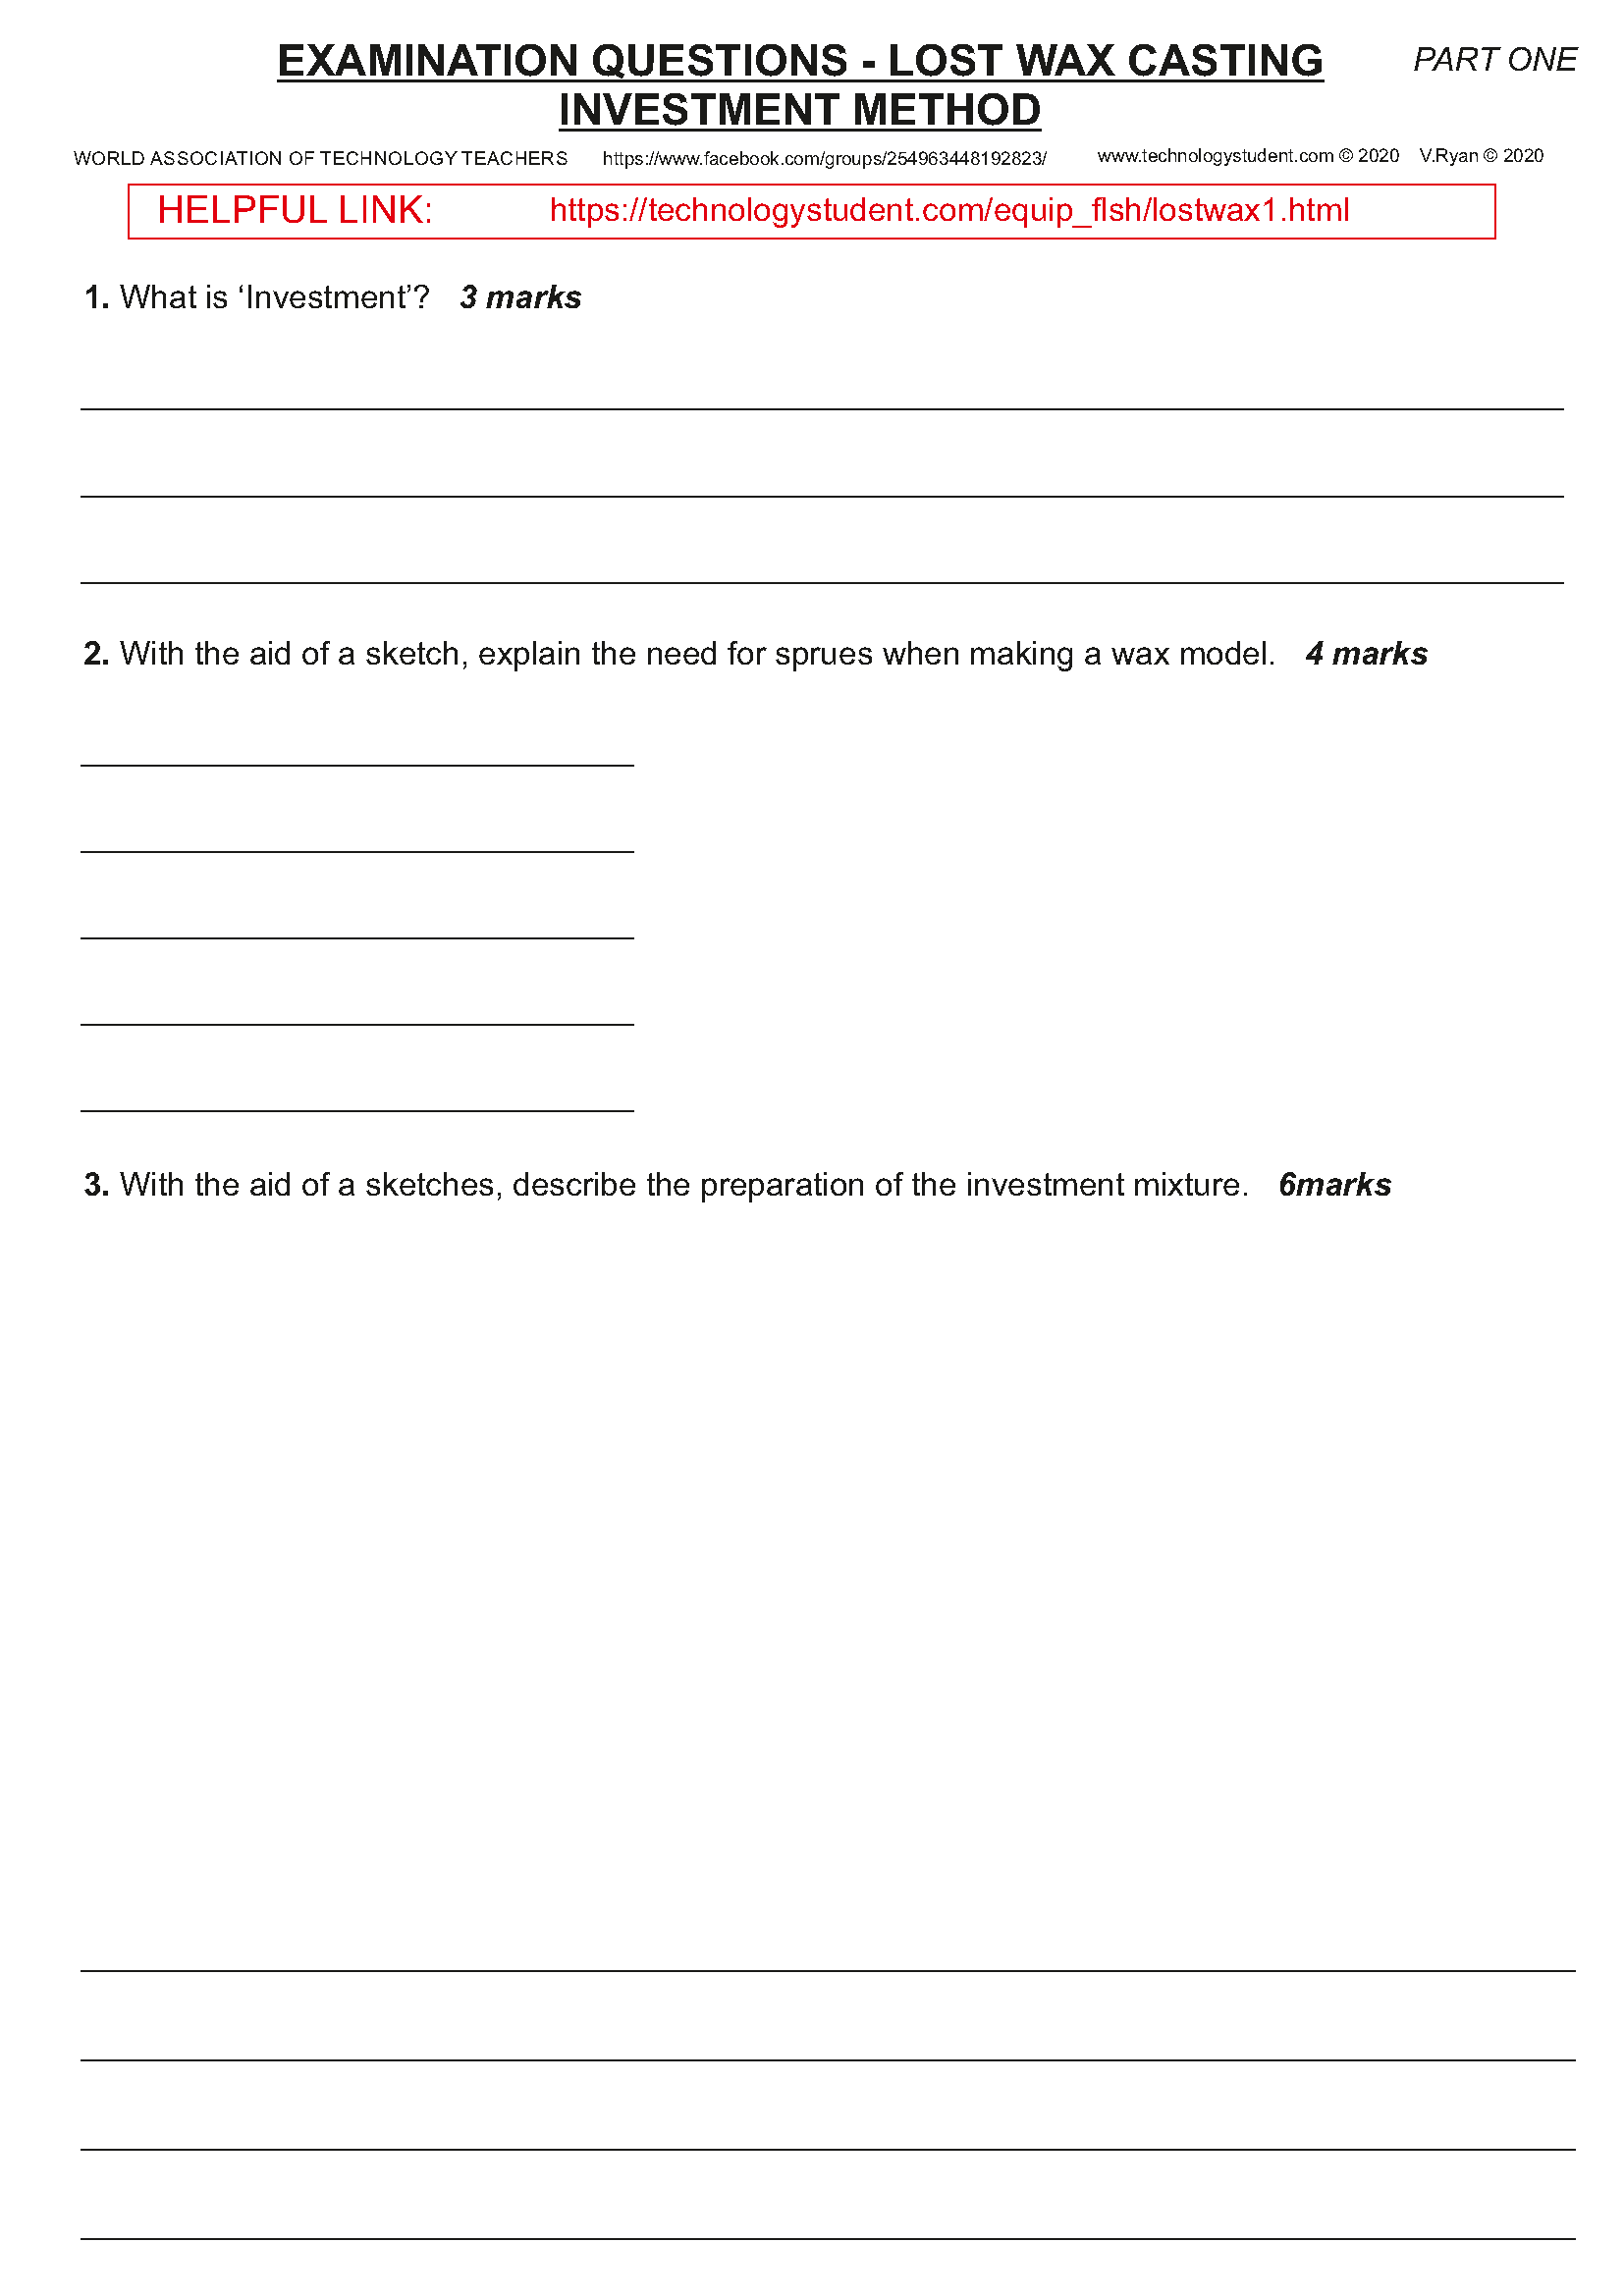 EXAMINATION QUESTIONS - LOST WAX CASTING
INVESTMENT METHOD
PART ONE
WORLD ASSOCIATION OF TECHNOLOGY TEACHERS https://www.facebook.com/groups/254963448192823/ www.technologystudent.com © 2020 V.Ryan © 2020
HELPFUL LINK: https://technologystudent.com/equip_flsh/lostwax1.html
1. What is ‘Investment’? 3 marks
2. With the aid of a sketch, explain the need for sprues when making a wax model. 4 marks
3. With the aid of a sketches, describe the preparation of the investment mixture. 6marks